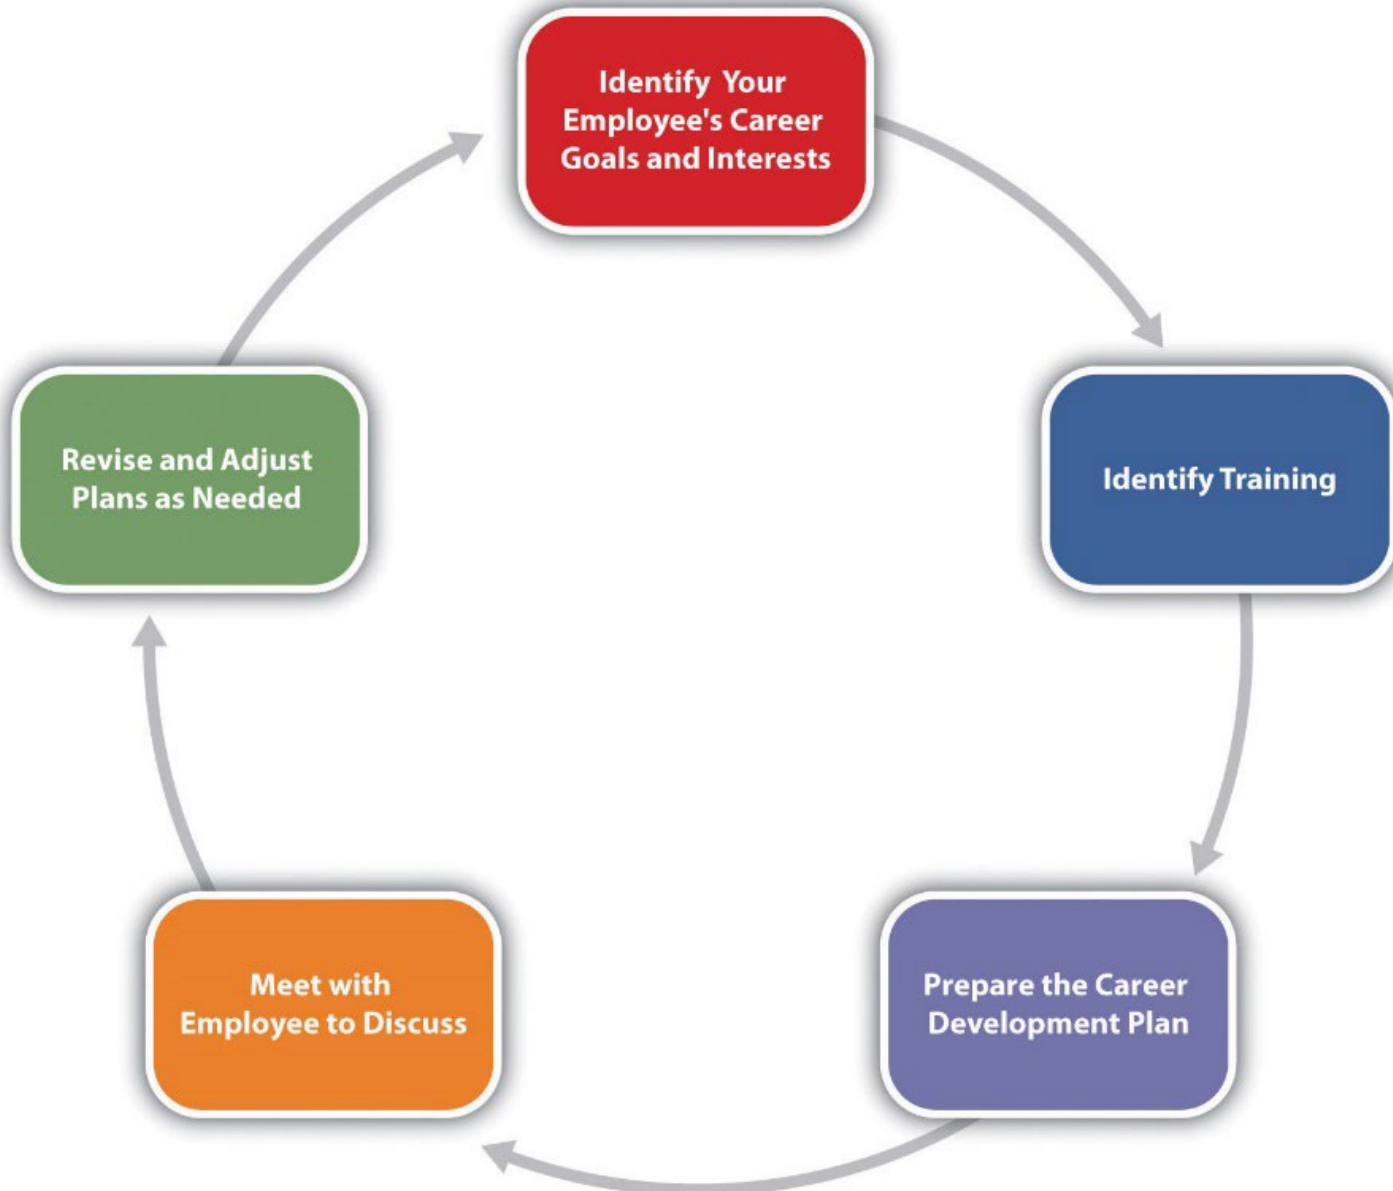 Identify Your
Employee's Career
Goals and Interests
Identify Training
Prepare the Career
Development Plan
Meet with
Employee to Discuss
Revise and Adjust
Plans as Needed